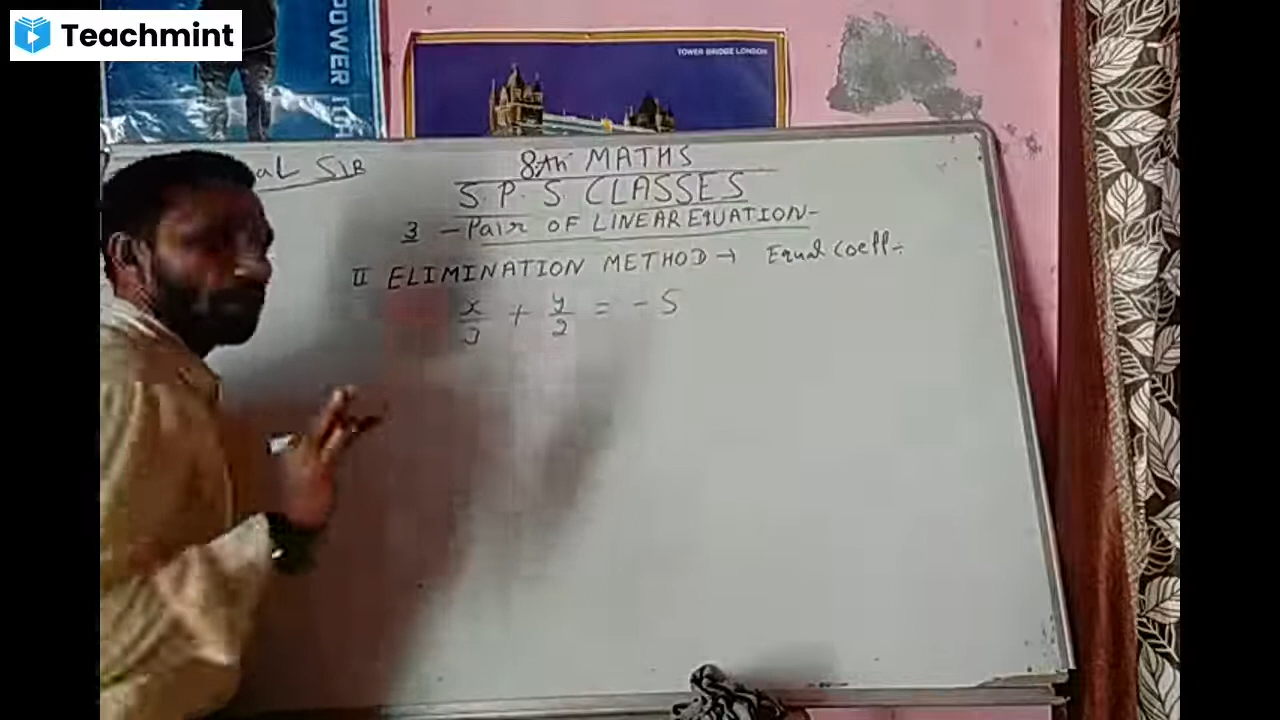 Teachmint
POWER
TOWER BRIDGE LONDON
SIR
8th MATHS
S.P.S CLASSES
3 - Pair OF LINEAR EQUATION-
II ELIMINATION METHOD → Equal coeff.
x/3 + y/2 = -5